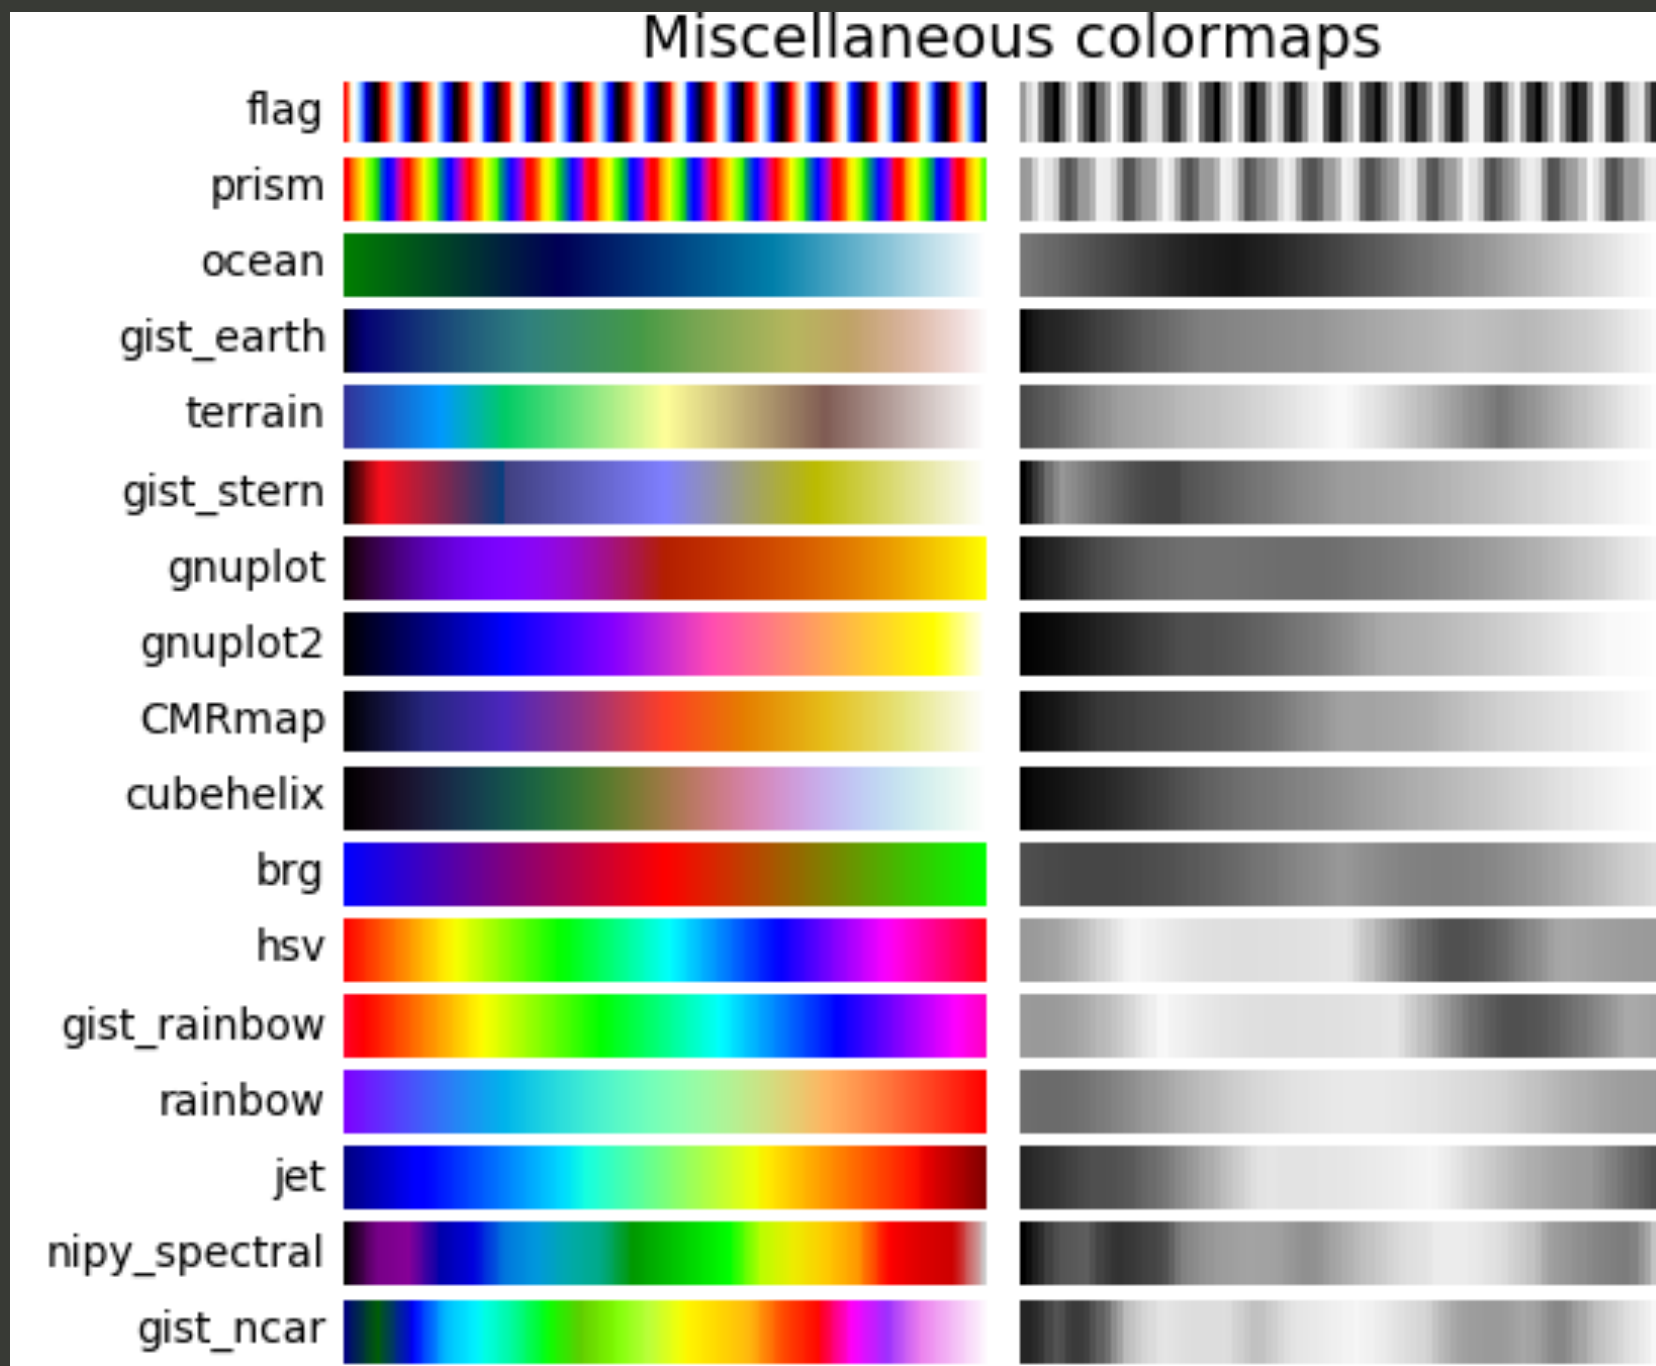 Miscellaneous colormaps
flag
prism
ocean
gist_earth
terrain
gist_stern
gnuplot
gnuplot2
CMRmap
cubehelix
brg
hsv
gist_rainbow
rainbow
jet
nipy_spectral
gist_ncar